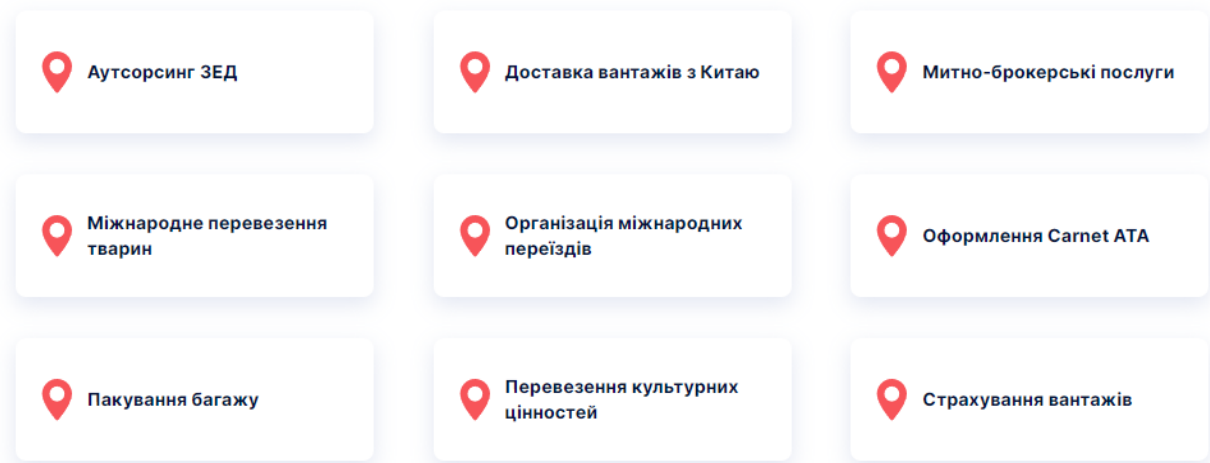 Аутсорсинг ЗЕД
Доставка вантажів з Китаю
Митно-брокерські послуги
Міжнародне перевезення
тварин
Організація міжнародних
переїздів
Оформлення Carnet ATA
Пакування багажу
Перевезення культурних
цінностей
Страхування вантажів